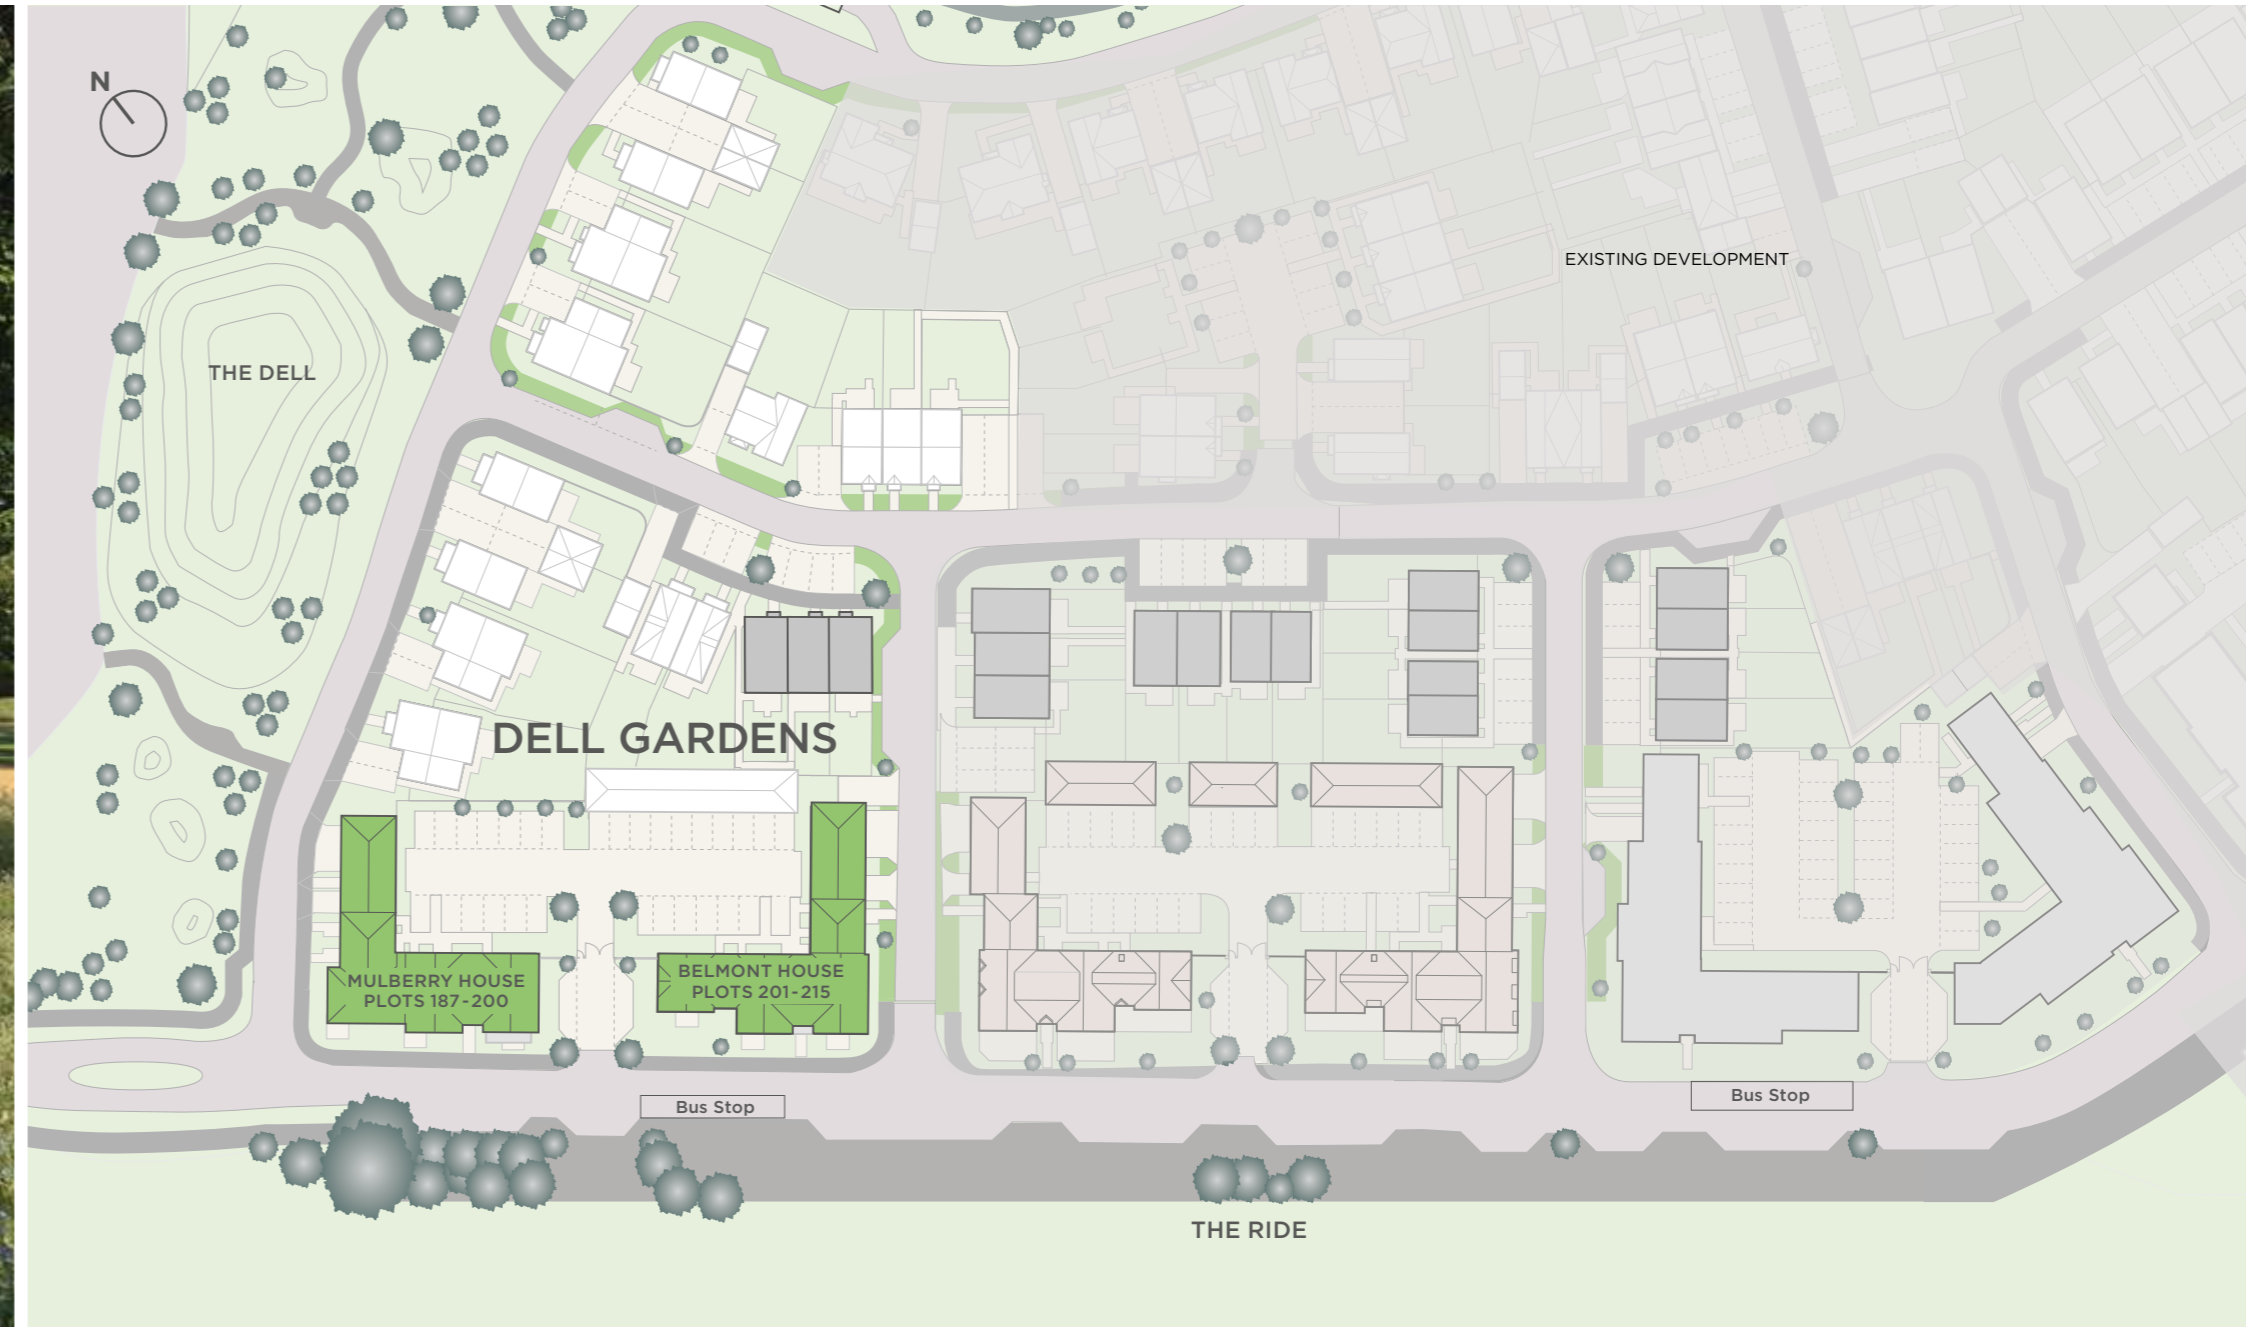 N
EXISTING DEVELOPMENT
THE DELL
DELL GARDENS
MULBERRY HOUSE
PLOTS 187-200
BELMONT HOUSE
PLOTS 201-215
Bus Stop
Bus Stop
THE RIDE